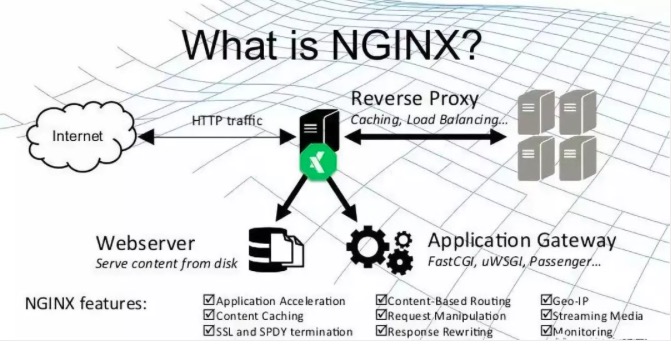 What is NGINX?
Internet
HTTP traffic
Reverse Proxy
Caching, Load Balancing...
Webserver
Serve content from disk
Application Gateway
FastCGI, uWSGI, Passenger...
NGINX features:
Application Acceleration
Content Caching
SSL and SPDY termination
Content-Based Routing
Request Manipulation
Response Rewriting
Geo-IP
Streaming Media
Monitoring